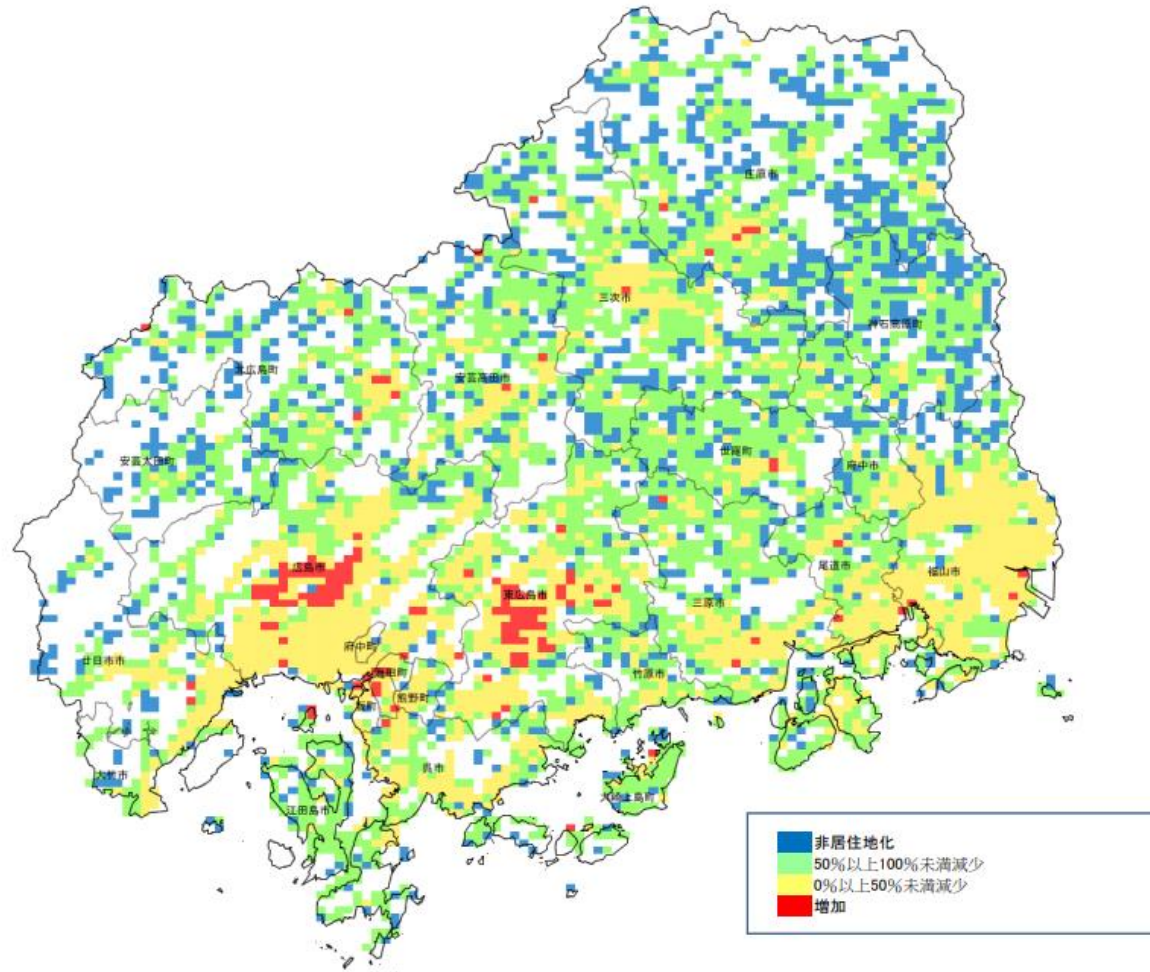 庄原市
三次市
神石高原町
北広島町
安芸高田市
安芸太田町
世羅町
府中市
広島市
尾道市
福山市
東広島市
三原市
府中町
廿日市市
海田町
竹原市
熊野町
坂町
呉市
大竹市
大崎上島町
江田島市
非居住地化
50%以上100%未満減少
0%以上50%未満減少
増加